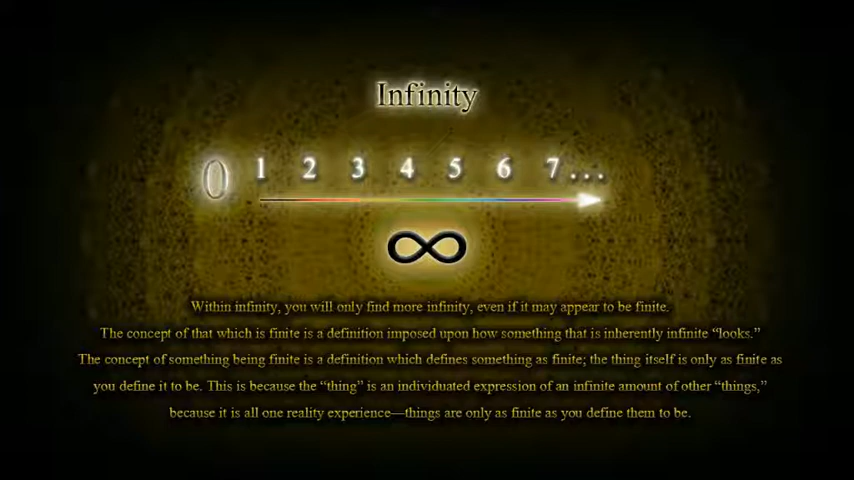 Infinity
0 1 2 3 4 5 6 7...
∞
Within infinity, you will only find more infinity, even if it may appear to be finite.
The concept of that which is finite is a definition imposed upon how something that is inherently infinite “looks.”
The concept of something being finite is a definition which defines something as finite; the thing itself is only as finite as
you define it to be. This is because the “thing” is an individuated expression of an infinite amount of other “things,”
because it is all one reality experience—things are only as finite as you define them to be.